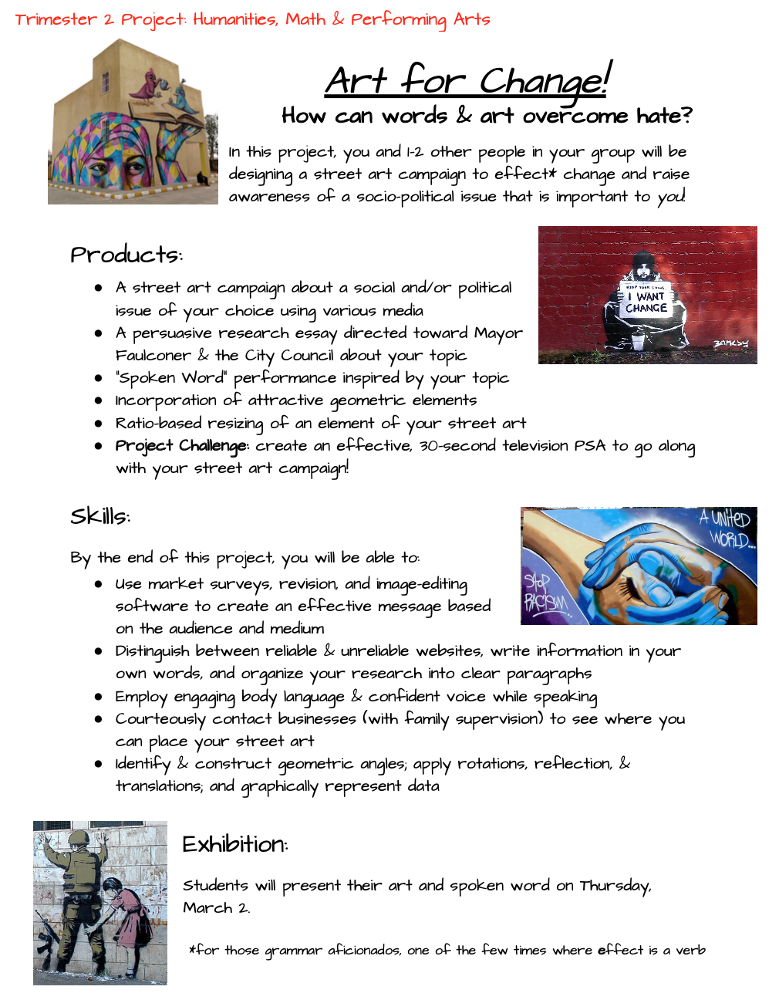 Trimester 2 Project: Humanities, Math & Performing Arts
Art for Change!
How can words & art overcome hate?
In this project, you and 1-2 other people in your group will be
designing a street art campaign to effect* change and raise
awareness of a socio-political issue that is important to you!
Products:
● A street art campaign about a social and/or political
issue of your choice using various media
● A persuasive research essay directed toward Mayor
Faulconer & the City Council about your topic
● "Spoken Word" performance inspired by your topic
● Incorporation of attractive geometric elements
● Ratio-based resizing of an element of your street art
● Project Challenge: create an effective, 30-second television PSA to go along
with your street art campaign!
KEEP YOUR COINS
I WANT
CHANGE
BANKSY
Skills:
By the end of this project, you will be able to:
● Use market surveys, revision, and image-editing
software to create an effective message based
on the audience and medium
● Distinguish between reliable & unreliable websites, write information in your
own words, and organize your research into clear paragraphs
● Employ engaging body language & confident voice while speaking
● Courteously contact businesses (with family supervision) to see where you
can place your street art
● Identify & construct geometric angles; apply rotations, reflection, &
translations; and graphically represent data
A UNITED
WORLD...
STOP
RACISM...
Exhibition:
Students will present their art and spoken word on Thursday,
March 2.
*for those grammar aficionados, one of the few times where effect is a verb